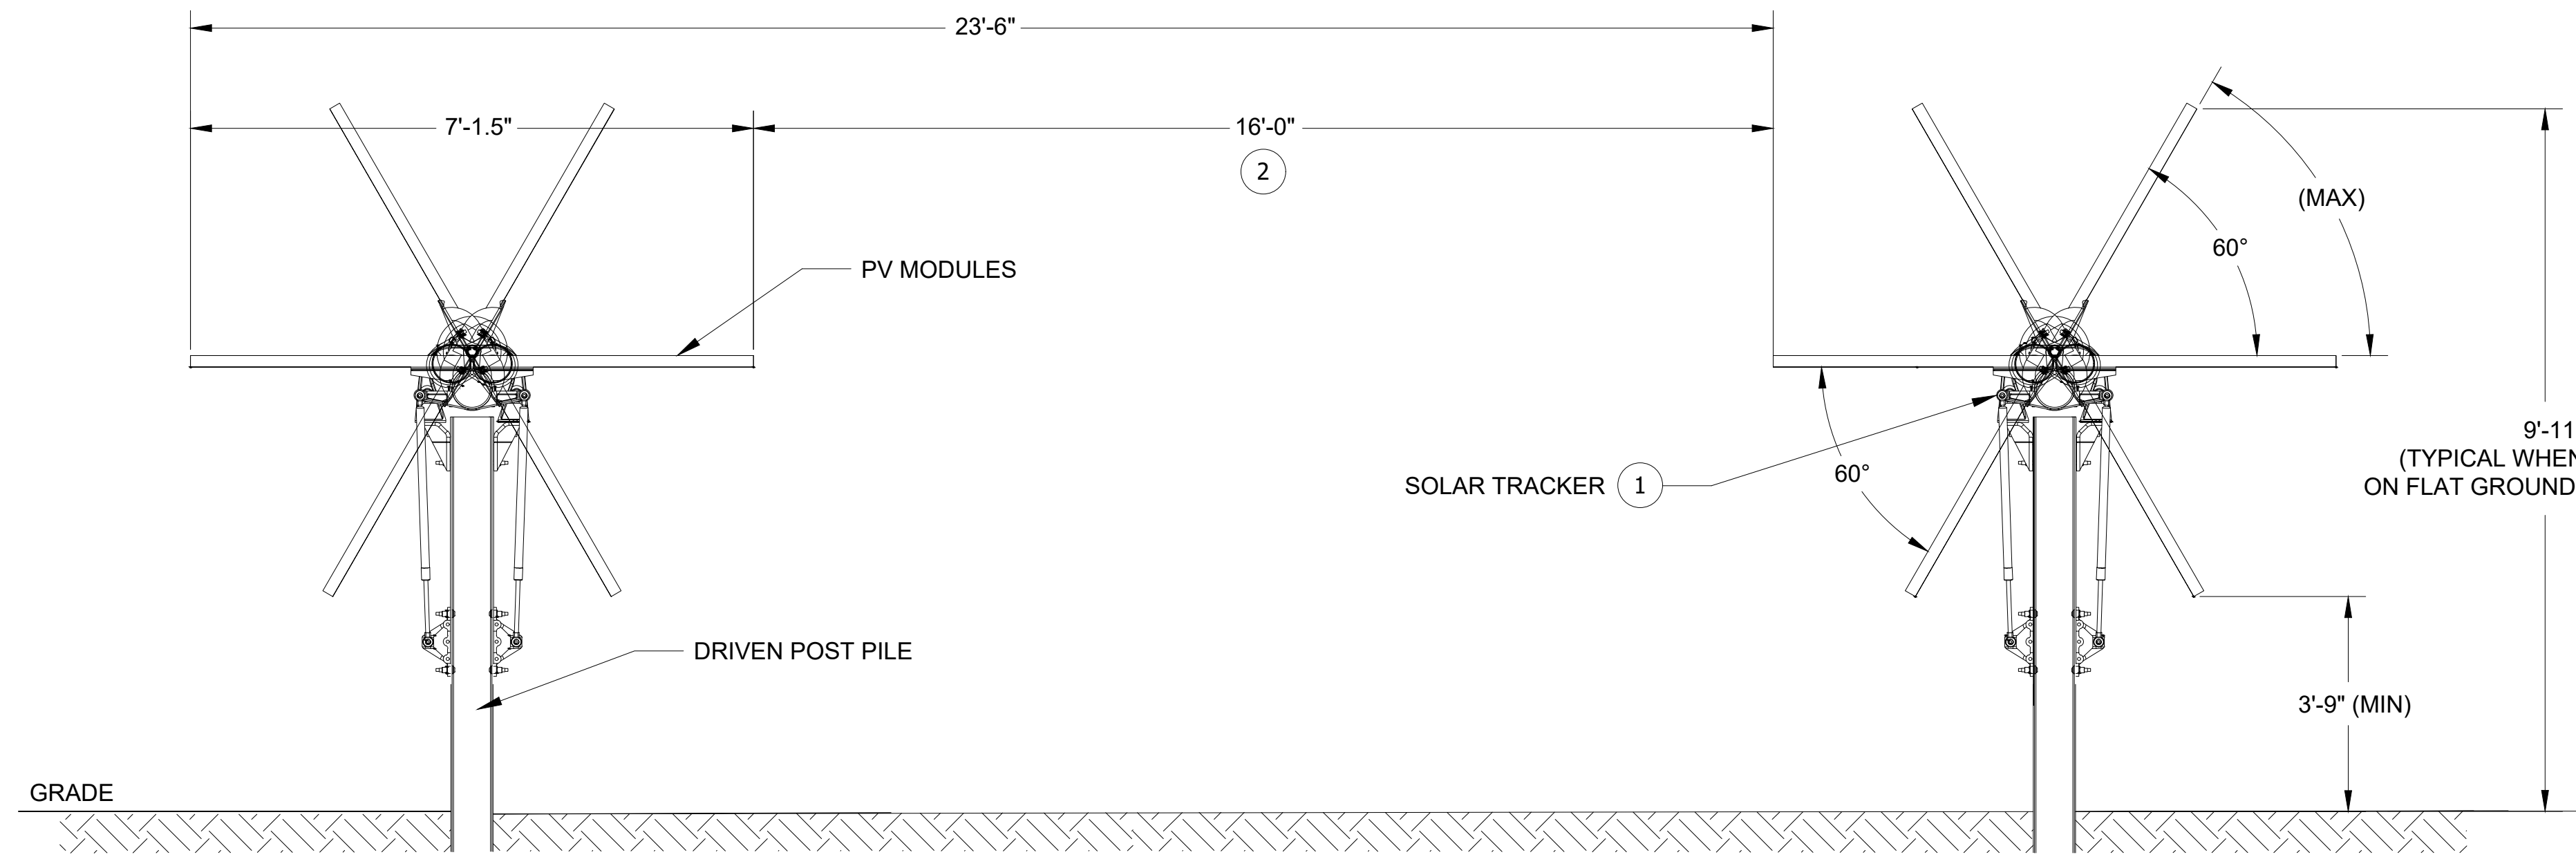 23'-6"
7'-1.5"
16'-0"
2
(MAX)
60°
PV MODULES
9'-11
(TYPICAL WHEN
ON FLAT GROUND
60°
SOLAR TRACKER 1
DRIVEN POST PILE
3'-9" (MIN)
GRADE